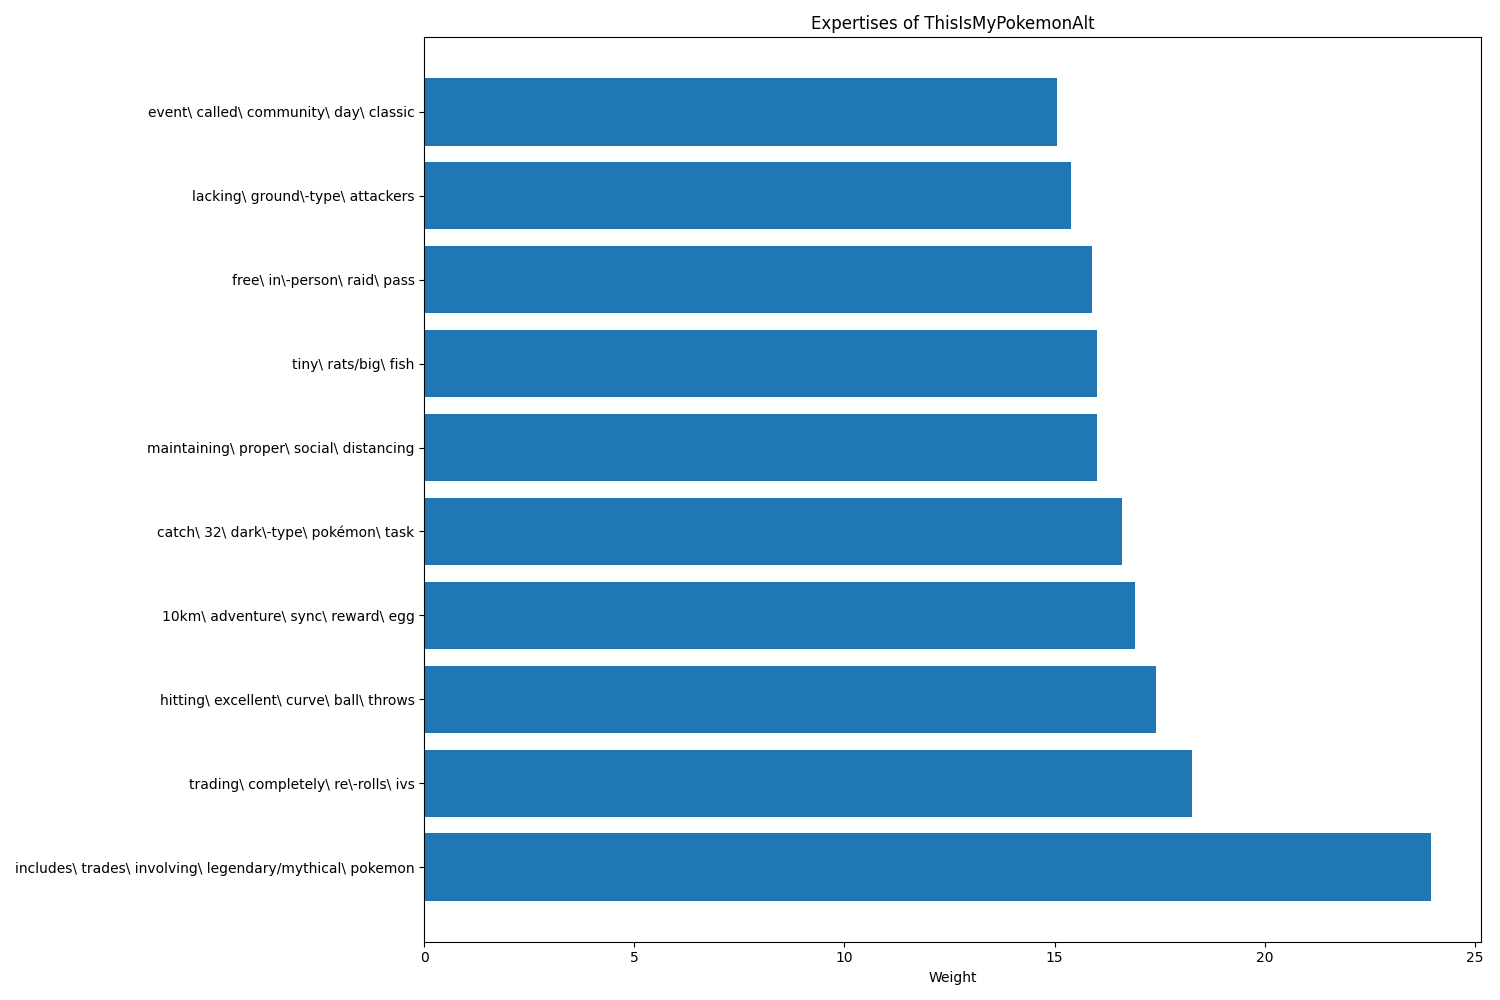 Expertises of ThisIsMyPokemonAlt
event\ called\ community\ day\ classic
lacking\ ground\-type\ attackers
free\ in\-person\ raid\ pass
tiny\ rats/big\ fish
maintaining\ proper\ social\ distancing
catch\ 32\ dark\-type\ pokémon\ task
10km\ adventure\ sync\ reward\ egg
hitting\ excellent\ curve\ ball\ throws
trading\ completely\ re\-rolls\ ivs
includes\ trades\ involving\ legendary/mythical\ pokemon
0 5 10 15 20 25
Weight